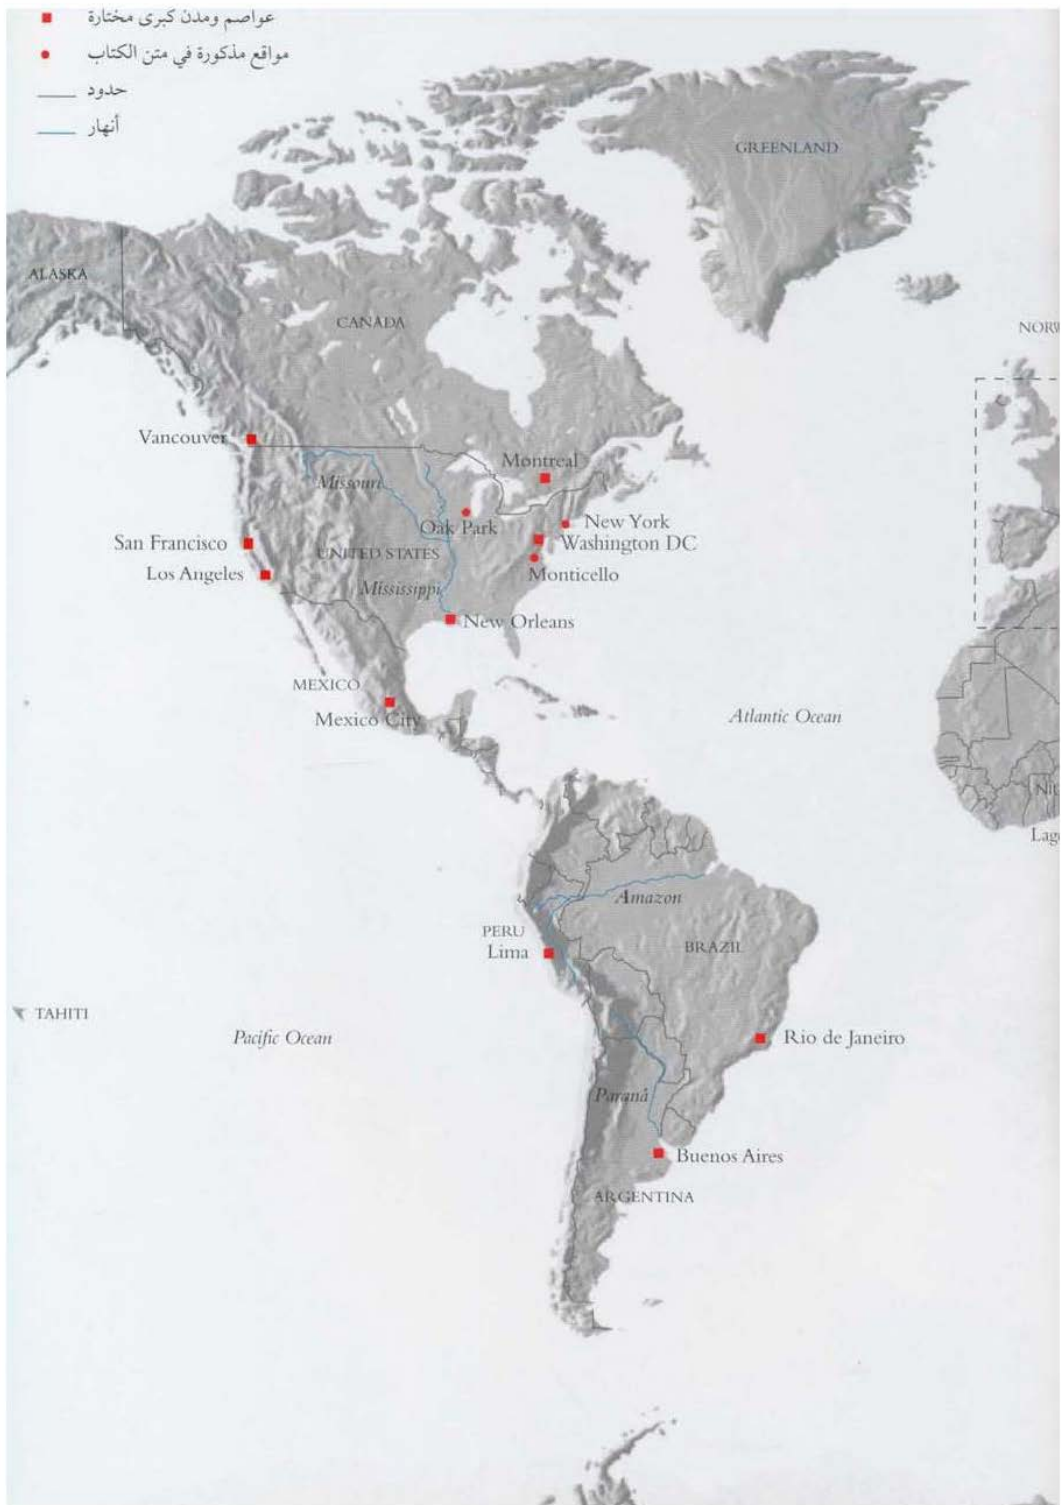 عواصم ومدن كبرى مختارة
مواقع مذكورة في متن الكتاب
حدود
أنهار
GREENLAND
ALASKA
CANADA
NORW
Vancouver
Montreal
Missouri
Oak Park
New York
San Francisco
UNITED STATES
Washington DC
Los Angeles
Monticello
Mississippi
New Orleans
MEXICO
Mexico City
Atlantic Ocean
Lag
Amazon
PERU
BRAZIL
Lima
TAHITI
Pacific Ocean
Rio de Janeiro
Paranà
Buenos Aires
ARGENTINA